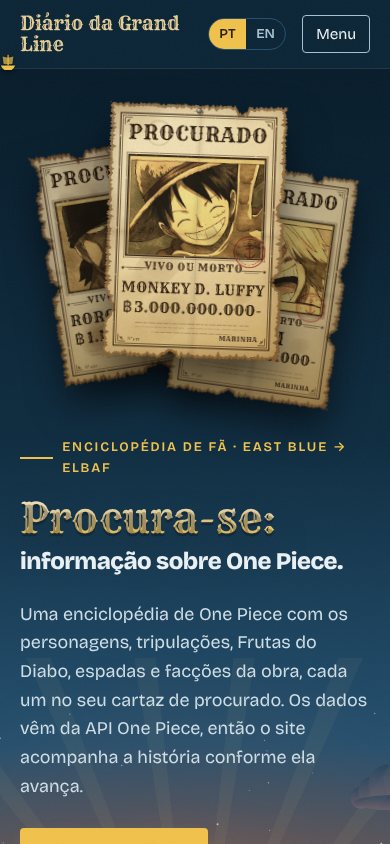 Diário da Grand
Line
PT
EN
Menu
PROCURADO
VIVO OU MORTO
MONKEY D. LUFFY
฿3.000.000.000-
MARINHA
MARINHA
ENCICLOPÉDIA DE FÃ · EAST BLUE →
ELBAF
Procura-se:
informação sobre One Piece.
Uma enciclopédia de One Piece com os
personagens, tripulações, Frutas do
Diabo, espadas e facções da obra, cada
um no seu cartaz de procurado. Os dados
vêm da API One Piece, então o site
acompanha a história conforme ela
avança.